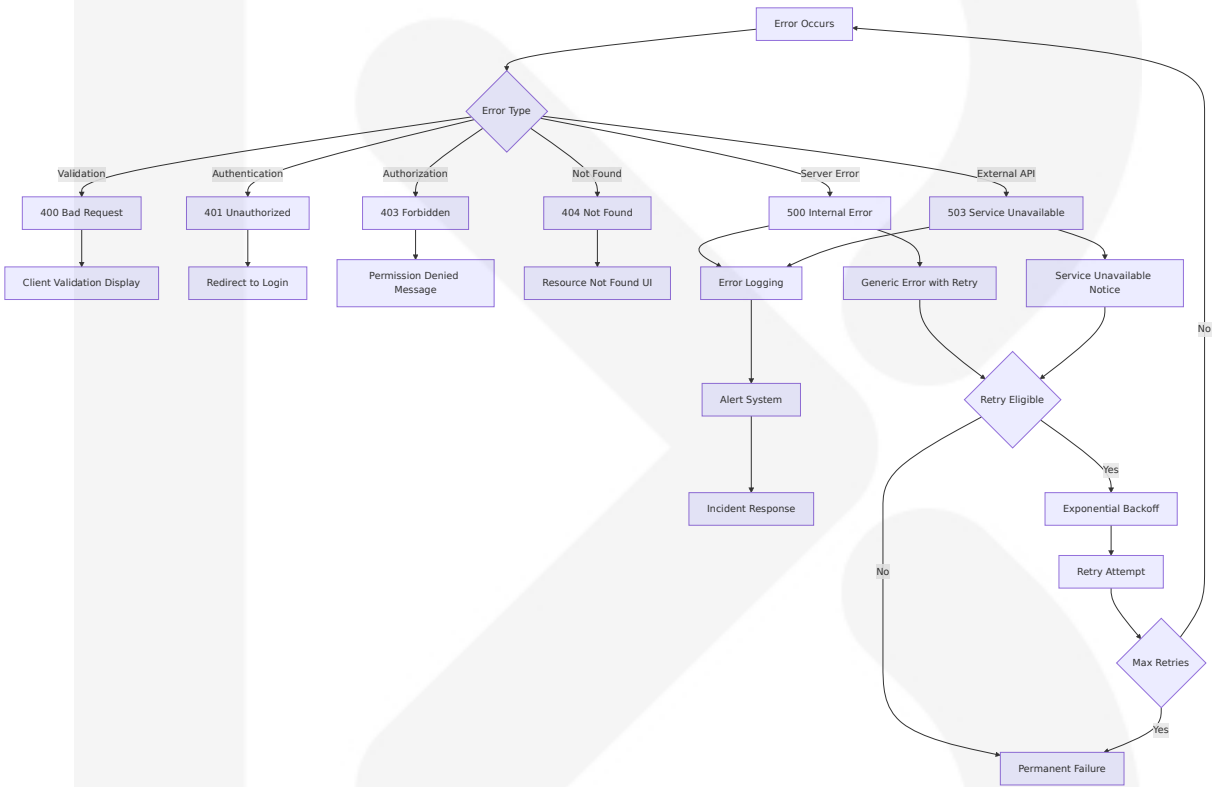 Error Occurs
Error Type
Validation
Authentication
Authorization
Not Found
Server Error
External API
400 Bad Request
401 Unauthorized
403 Forbidden
404 Not Found
500 Internal Error
503 Service Unavailable
Client Validation Display
Redirect to Login
Permission Denied
Message
Resource Not Found UI
Error Logging
Generic Error with Retry
Service Unavailable
Notice
No
Alert System
Retry Eligible
Yes
Incident Response
Exponential Backoff
No
Retry Attempt
Max Retries
Yes
Permanent Failure